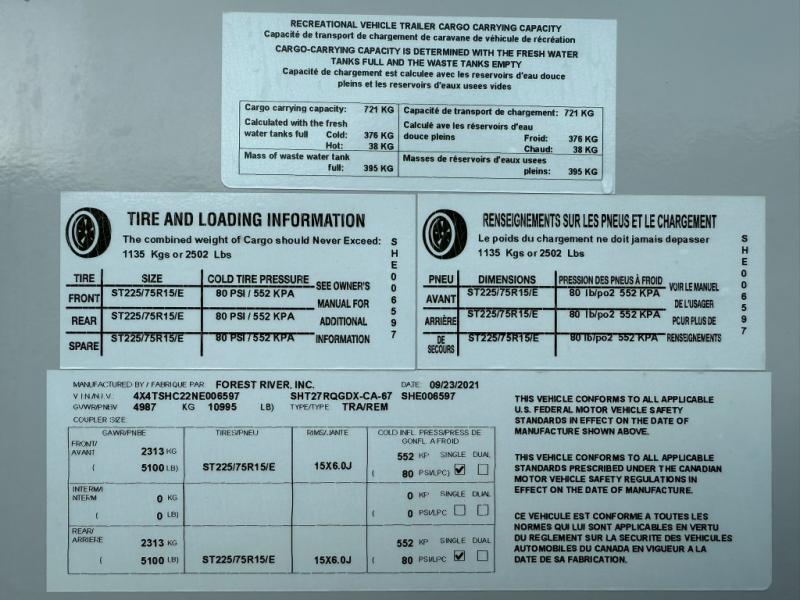 RECREATIONAL VEHICLE TRAILER CARGO CARRYING CAPACITY
Capacité de transport de chargement de caravane de véhicule de récréation
CARGO-CARRYING CAPACITY IS DETERMINED WITH THE FRESH WATER
TANKS FULL AND THE WASTE TANKS EMPTY
Capacité de chargement est calculee avec les reservoirs d'eau douce
pleins et les reservoirs d'eaux usees vides
Cargo carrying capacity: 721 KG
Calculated with the fresh
water tanks full Cold: 376 KG
Hot: 38 KG
Mass of waste water tank
full: 395 KG
Capacité de transport de chargement: 721 KG
Calculé ave les réservoirs d'eau
douce pleins Froid: 376 KG
Chaud: 38 KG
Masses de réservoirs d'eaux usees
pleins: 395 KG
TIRE AND LOADING INFORMATION
The combined weight of Cargo should Never Exceed:
1135 Kgs or 2502 Lbs
TIRE SIZE COLD TIRE PRESSURE
FRONT ST225/75R15/E 80 PSI / 552 KPA
REAR ST225/75R15/E 80 PSI / 552 KPA
SPARE ST225/75R15/E 80 PSI / 552 KPA
SEE OWNER'S
MANUAL FOR
ADDITIONAL
INFORMATION
SHE006597
RENSEIGNEMENTS SUR LES PNEUS ET LE CHARGEMENT
Le poids du chargement ne doit jamais depasser
1135 Kgs or 2502 Lbs
PNEU DIMENSIONS PRESSION DES PNEUS À FROID
AVANT ST225/75R15/E 80 lb/po2 552 KPA
ARRIÈRE ST225/75R15/E 80 lb/po2 552 KPA
DE SECOURS ST225/75R15/E 80 lb/po2 552 KPA
VOIR LE MANUEL
DE L'USAGER
PCUR PLUS DE
RENSEIGNEMENTS
SHE006597
MANUFACTURED BY / FABRIQUE PAR: FOREST RIVER, INC. DATE: 09/23/2021
V.I.N./N.I.V.: 4X4TSHC22NE006597 SHT27RQGDX-CA-67 SHE006597
GVWR/PNBV 4987 KG 10995 LB) TYPE/TYPE: TRA/REM
COUPLER SIZE:
GAWR/PNBE TIRES/PNEU RIMS/JANTE COLD INFL. PRESS/PRESS DE
GONFL. A FROID
FRONT/
AVANT 2313 KG 552 KP SINGLE DUAL
( 5100 LB) ST225/75R15/E 15X6.0J ( 80 PSI/LPC)
INTERM/
INTERM 0 KG 0 KP SINGLE DUAL
( 0 LB) ( 0 PSI/LPC
REAR/
ARRIERE 2313 KG 552 KP SINGLE DUAL
( 5100 LB) ST225/75R15/E 15X6.0J ( 80 PSI/LPC
THIS VEHICLE CONFORMS TO ALL APPLICABLE
U.S. FEDERAL MOTOR VEHICLE SAFETY
STANDARDS IN EFFECT ON THE DATE OF
MANUFACTURE SHOWN ABOVE.
THIS VEHICLE CONFORMS TO ALL APPLICABLE
STANDARDS PRESCRIBED UNDER THE CANADIAN
MOTOR VEHICLE SAFETY REGULATIONS IN
EFFECT ON THE DATE OF MANUFACTURE.
CE VEHICULE EST CONFORME A TOUTES LES
NORMES QUI LUI SONT APPLICABLES EN VERTU
DU REGLEMENT SUR LA SECURITE DES VEHICULES
AUTOMOBILES DU CANADA EN VIGUEUR A LA
DATE DE SA FABRICATION.